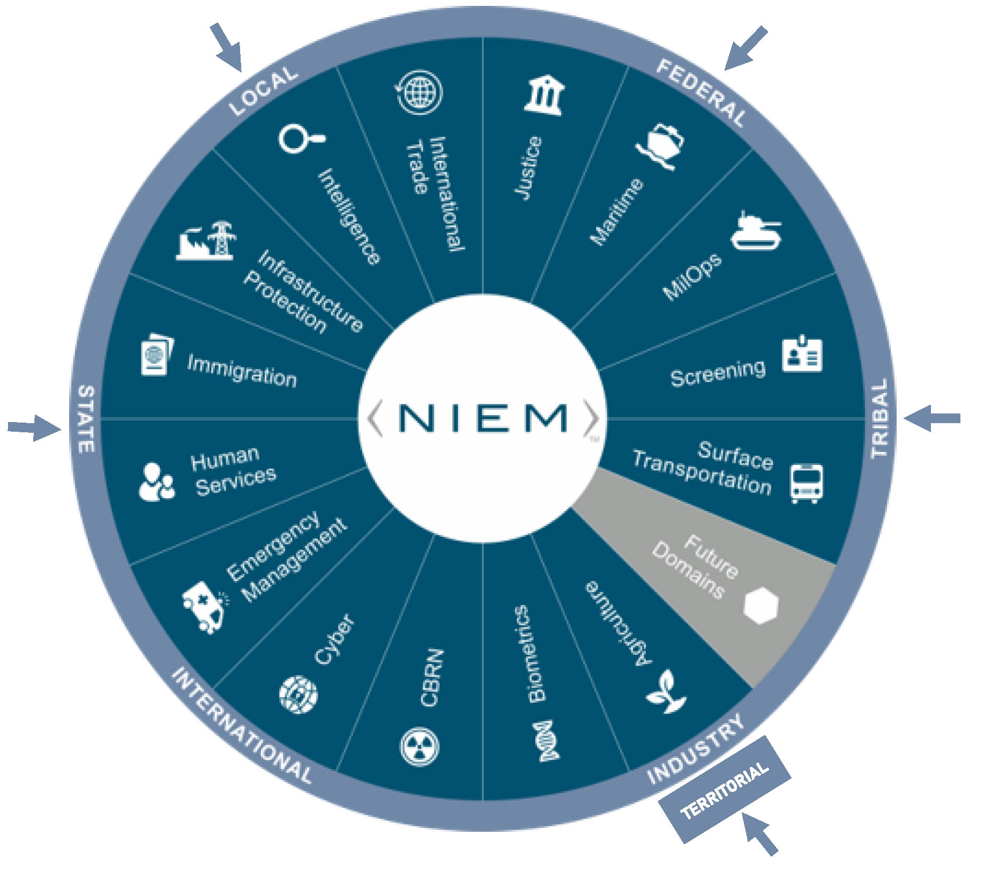 LOCAL
FEDERAL
TRIBAL
INDUSTRY
TERRITORIAL
INTERNATIONAL
STATE
International
Trade
Justice
Maritime
MilOps
Screening
Surface
Transportation
Future
Domains
Agriculture
Biometrics
CBRN
Cyber
Emergency
Management
Human
Services
Immigration
Infrastructure
Protection
Intelligence
<NIEM>
TM